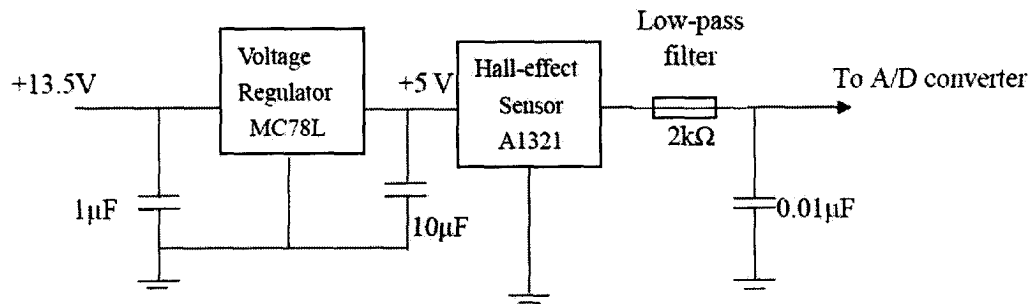 Low-pass
filter
+13.5V
Voltage
Regulator
MC78L
+5 V
Hall-effect
Sensor
A1321
To A/D converter
2kΩ
1μF
10μF
0.01μF